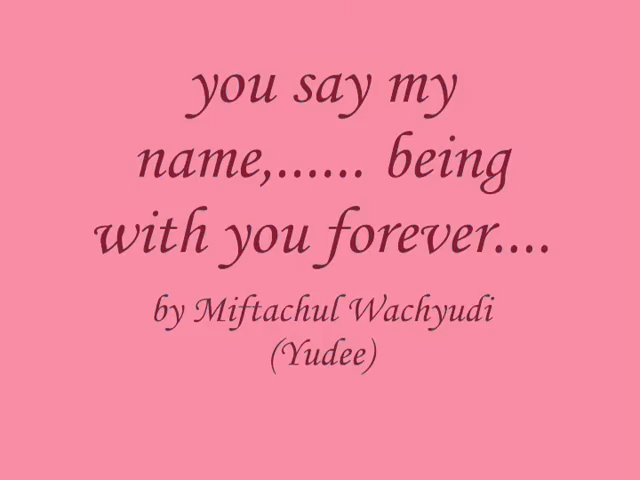 you say my
name,...... being
with you forever....
by Miftachul Wachyudi
(Yudee)